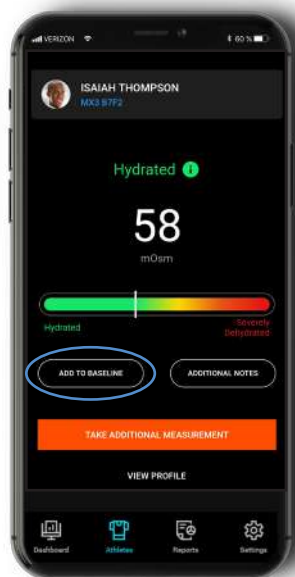 VERIZON 60 %
ISAIAH THOMPSON
MX3 B7F2
Hydrated i
58
mOsm
Hydrated Severely
Dehydrated
ADD TO BASELINE ADDITIONAL NOTES
TAKE ADDITIONAL MEASUREMENT
VIEW PROFILE
Dashboard Athletes Reports Settings